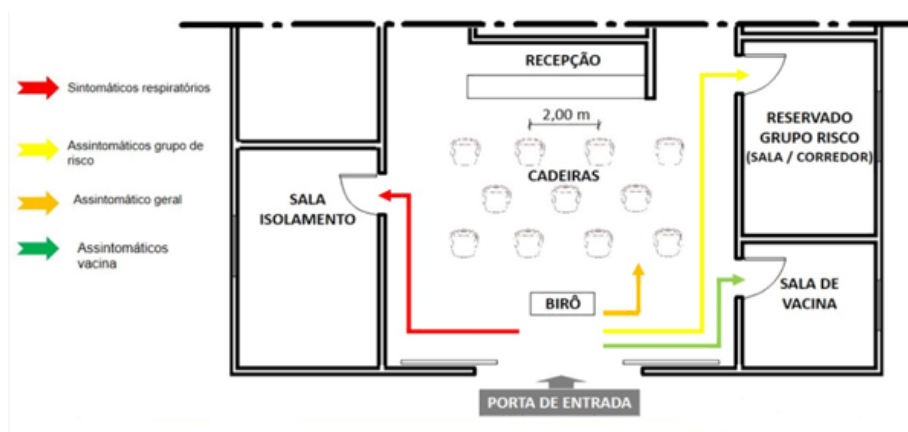 Sintomáticos respiratórios
Assintomáticos grupo de
risco
Assintomático geral
Assintomáticos
vacina
RECEPÇÃO
2,00 m
CADEIRAS
SALA
ISOLAMENTO
RESERVADO
GRUPO RISCO
(SALA / CORREDOR)
BIRÔ
SALA DE
VACINA
PORTA DE ENTRADA